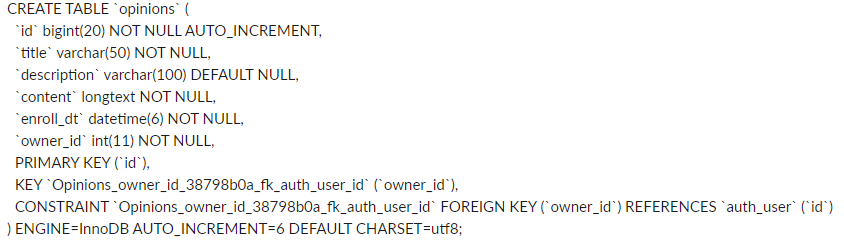 CREATE TABLE `opinions` (
`id` bigint(20) NOT NULL AUTO_INCREMENT,
`title` varchar(50) NOT NULL,
`description` varchar(100) DEFAULT NULL,
`content` longtext NOT NULL,
`enroll_dt` datetime(6) NOT NULL,
`owner_id` int(11) NOT NULL,
PRIMARY KEY (`id`),
KEY `Opinions_owner_id_38798b0a_fk_auth_user_id` (`owner_id`),
CONSTRAINT `Opinions_owner_id_38798b0a_fk_auth_user_id` FOREIGN KEY (`owner_id`) REFERENCES `auth_user` (`id`)
) ENGINE=InnoDB AUTO_INCREMENT=6 DEFAULT CHARSET=utf8;